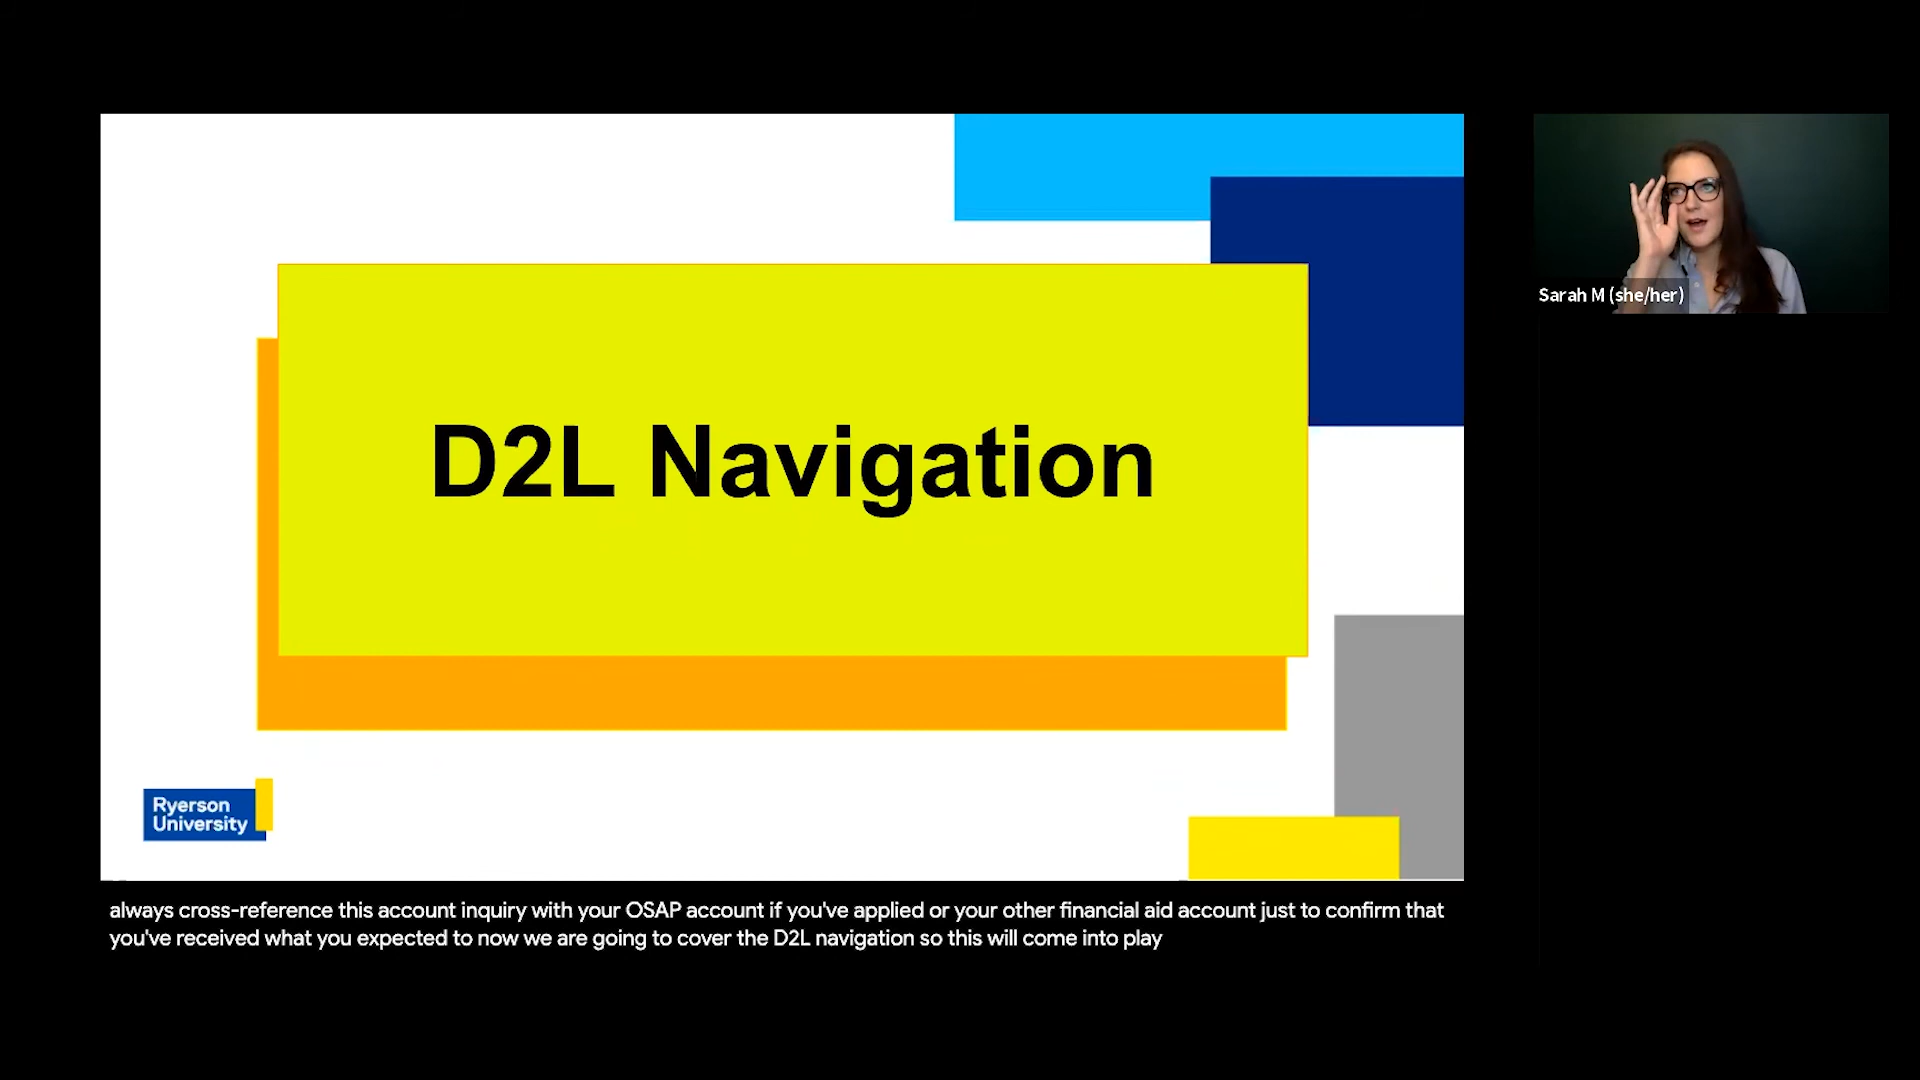 D2L Navigation
Sarah M (she/her)
Ryerson
University
always cross-reference this account inquiry with your OSAP account if you've applied or your other financial aid account just to confirm that
you've received what you expected to now we are going to cover the D2L navigation so this will come into play